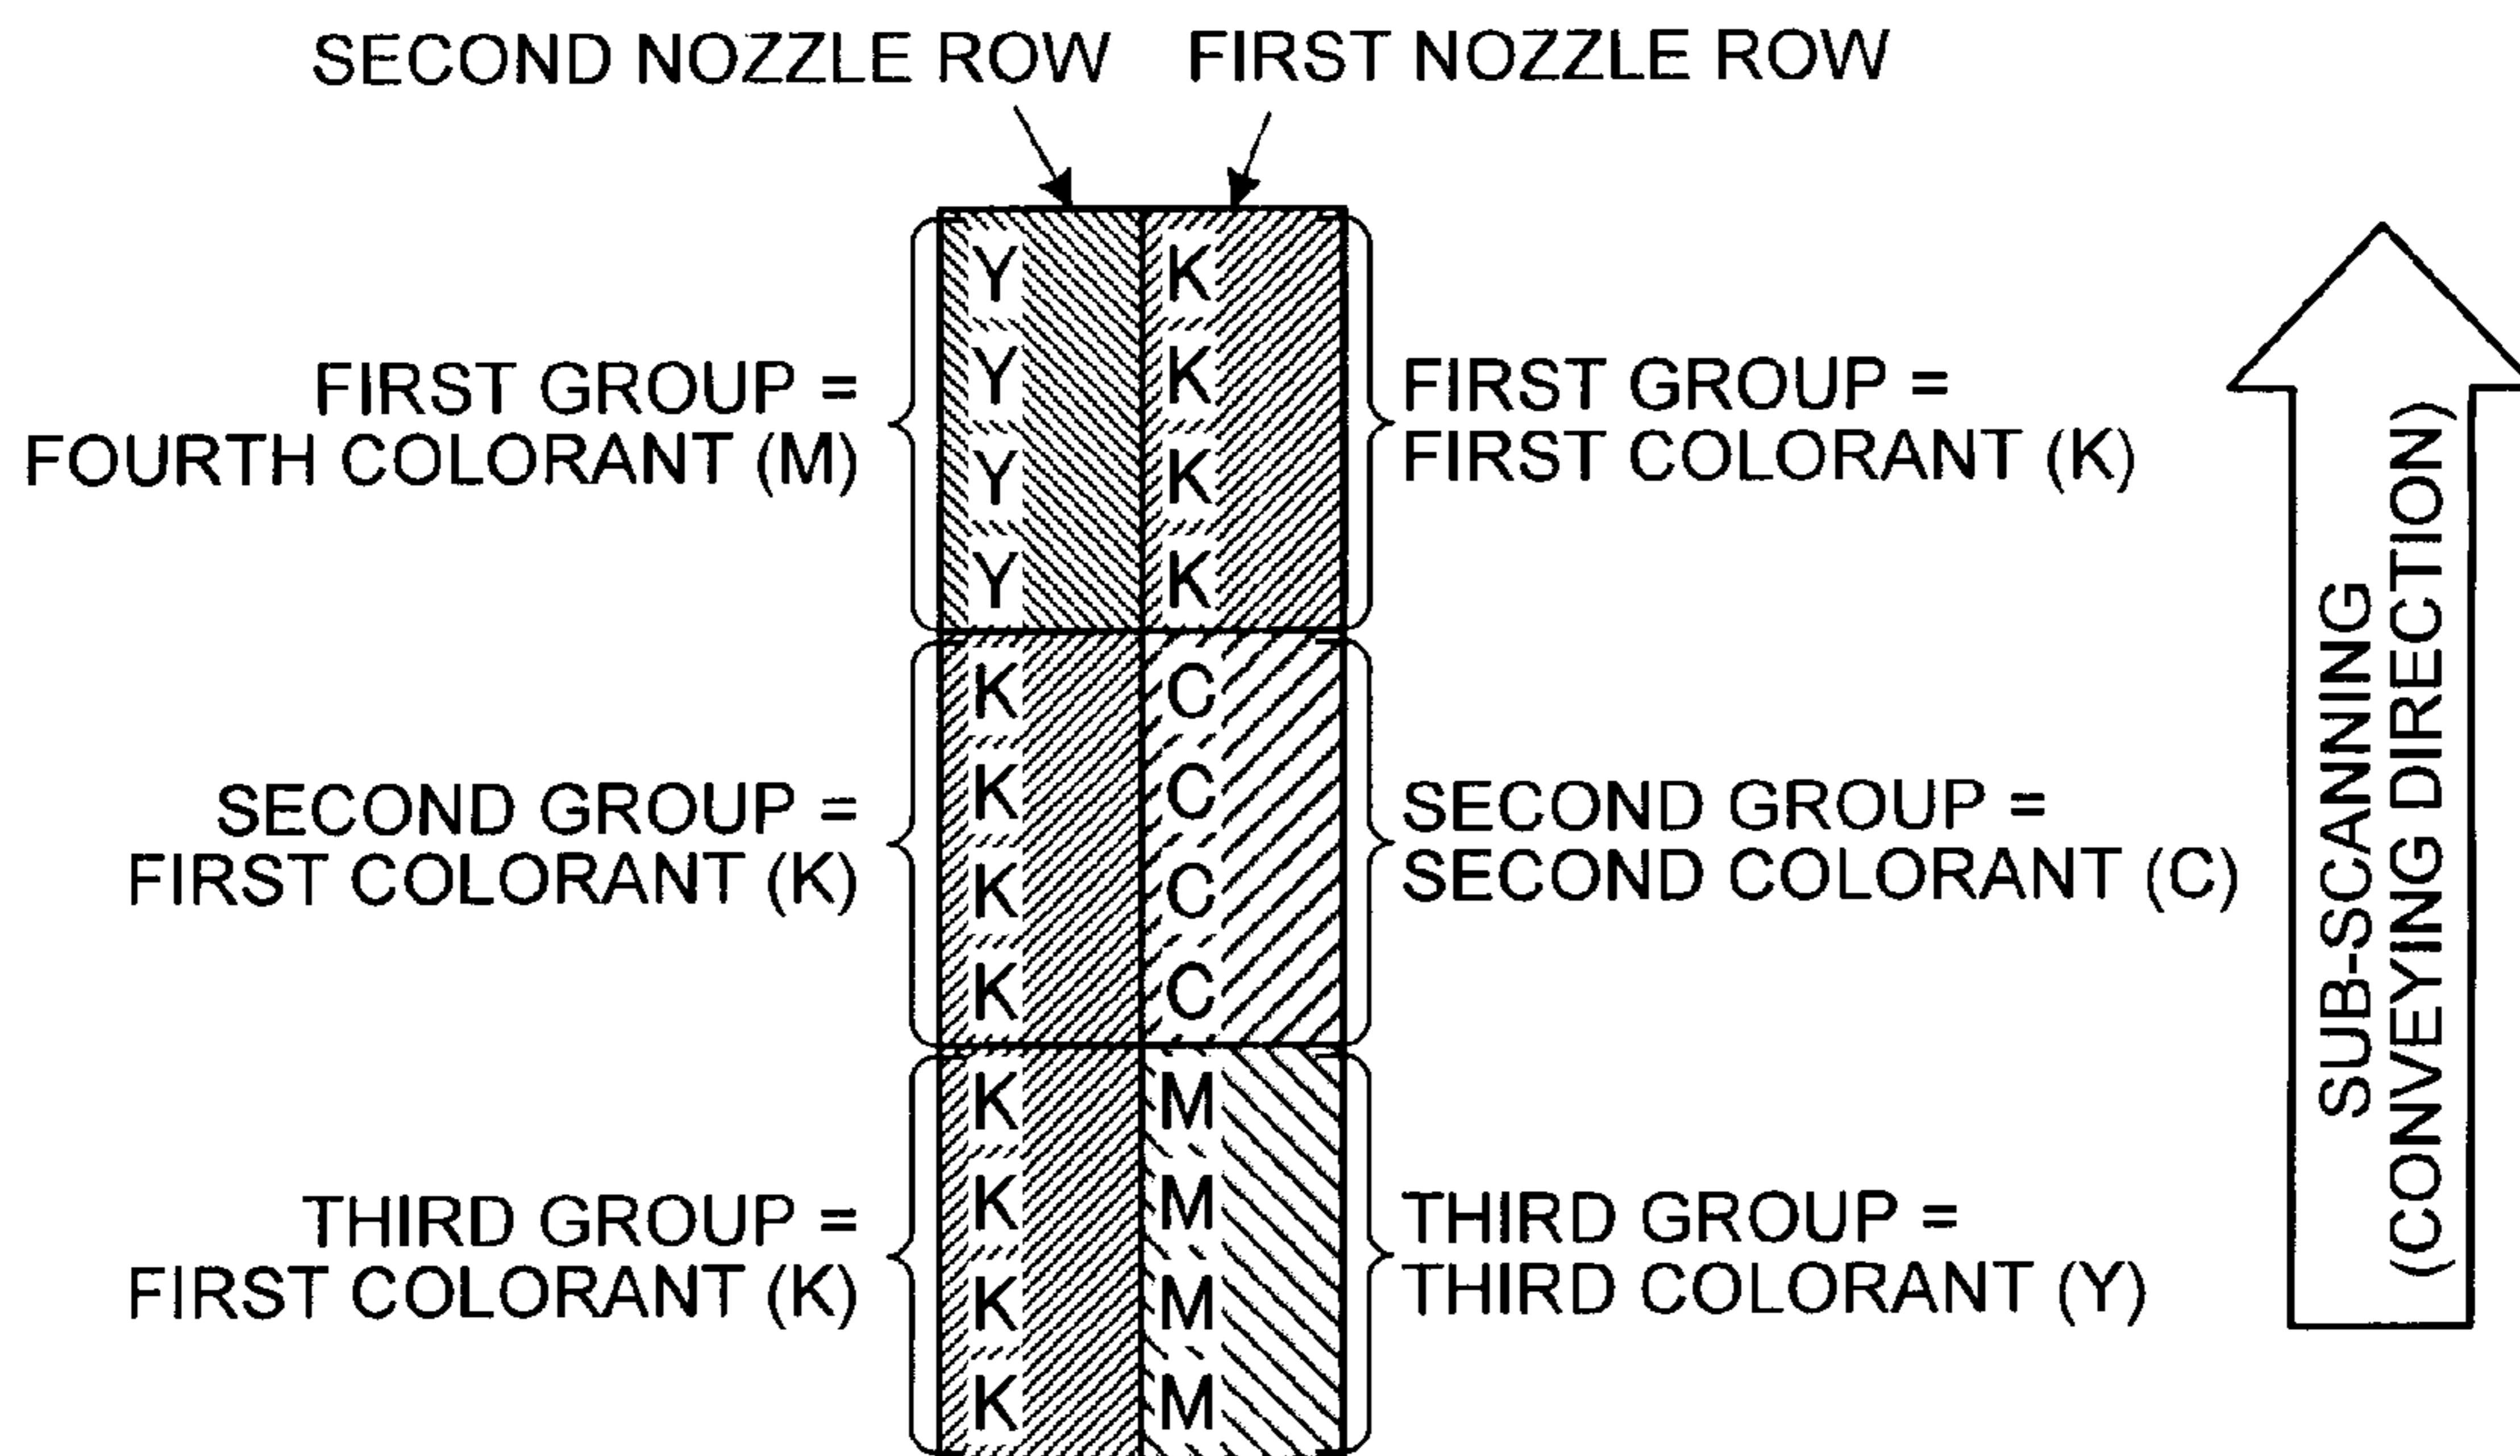 SECOND NOZZLE ROW FIRST NOZZLE ROW
FIRST GROUP =
FOURTH COLORANT (M)
SECOND GROUP =
FIRST COLORANT (K)
THIRD GROUP =
FIRST COLORANT (K)
Y K
Y K
Y K
Y K
K C
K C
K C
K C
K M
K M
K M
K M
FIRST GROUP =
FIRST COLORANT (K)
SECOND GROUP =
SECOND COLORANT (C)
THIRD GROUP =
THIRD COLORANT (Y)
SUB-SCANNING
(CONVEYING DIRECTION)